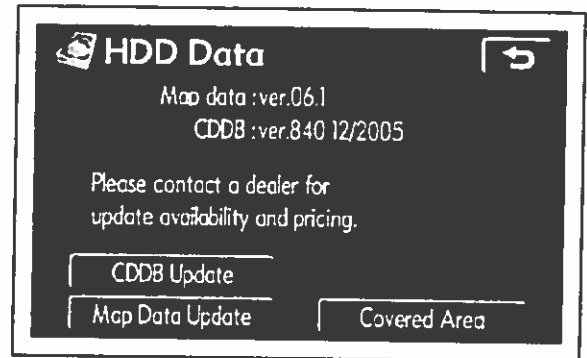 HDD Data
Map data :ver.06.1
CDDB :ver.840 12/2005
Please contact a dealer for
update availability and pricing.
CDDB Update
Map Data Update
Covered Area